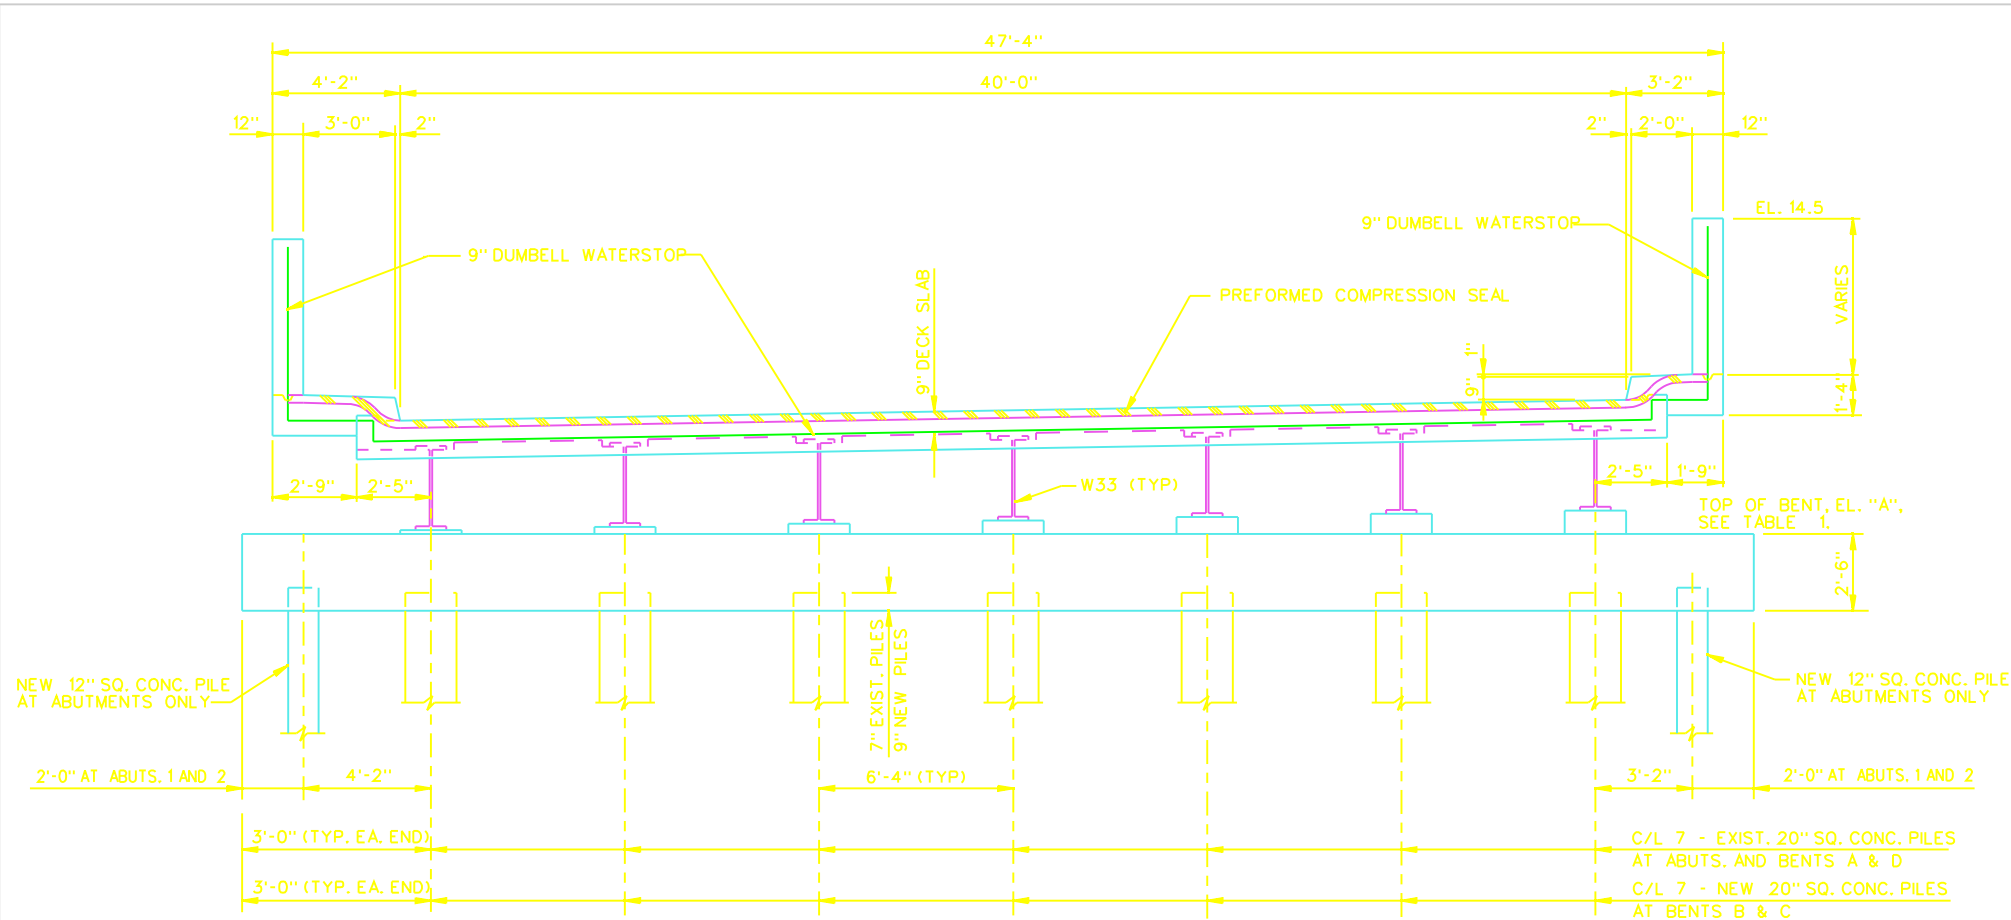 47'-4"
4'-2"
40'-0"
3'-2"
12"
3'-0"
2"
2"
2'-0"
12"
EL. 14.5
9" DUMBELL WATERSTOP
9" DUMBELL WATERSTOP
9" DECK SLAB
PREFORMED COMPRESSION SEAL
VARIES
1"
9"
1'-4"
2'-9"
2'-5"
W33 (TYP)
2'-5"
1'-9"
TOP OF BENT, EL. "A",
SEE TABLE 1.
2'-6"
7" EXIST. PILES
9" NEW PILES
NEW 12" SQ. CONC. PILE
AT ABUTMENTS ONLY
NEW 12" SQ. CONC. PILE
AT ABUTMENTS ONLY
2'-0" AT ABUTS. 1 AND 2
4'-2"
6'-4" (TYP)
3'-2"
2'-0" AT ABUTS. 1 AND 2
3'-0" (TYP. EA. END)
C/L 7 - EXIST. 20" SQ. CONC. PILES
AT ABUTS. AND BENTS A & D
3'-0" (TYP. EA. END)
C/L 7 - NEW 20" SQ. CONC. PILES
AT BENTS B & C